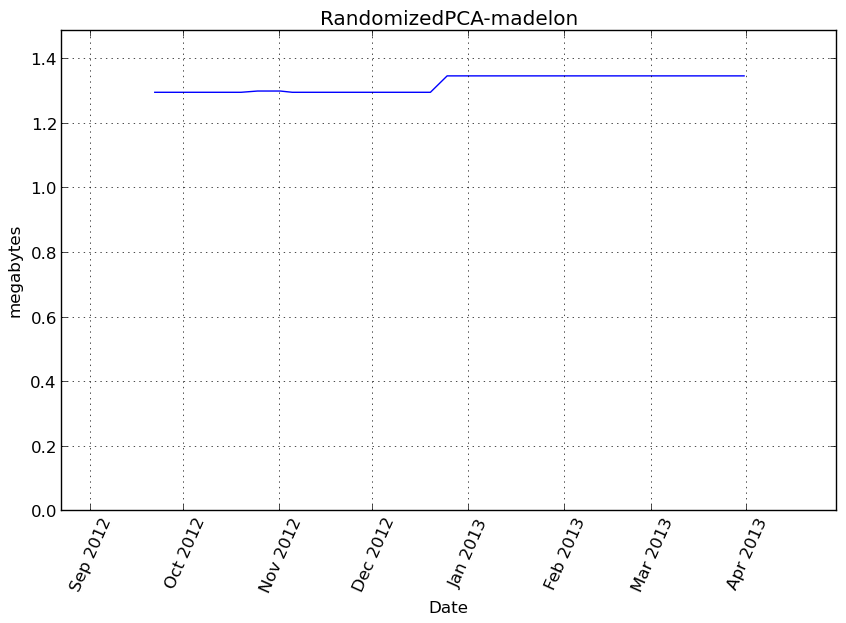 RandomizedPCA-madelon
1.4
1.2
1.0
0.8
0.6
0.4
0.2
0.0
megabytes
Sep 2012
Oct 2012
Nov 2012
Dec 2012
Jan 2013
Feb 2013
Mar 2013
Apr 2013
Date